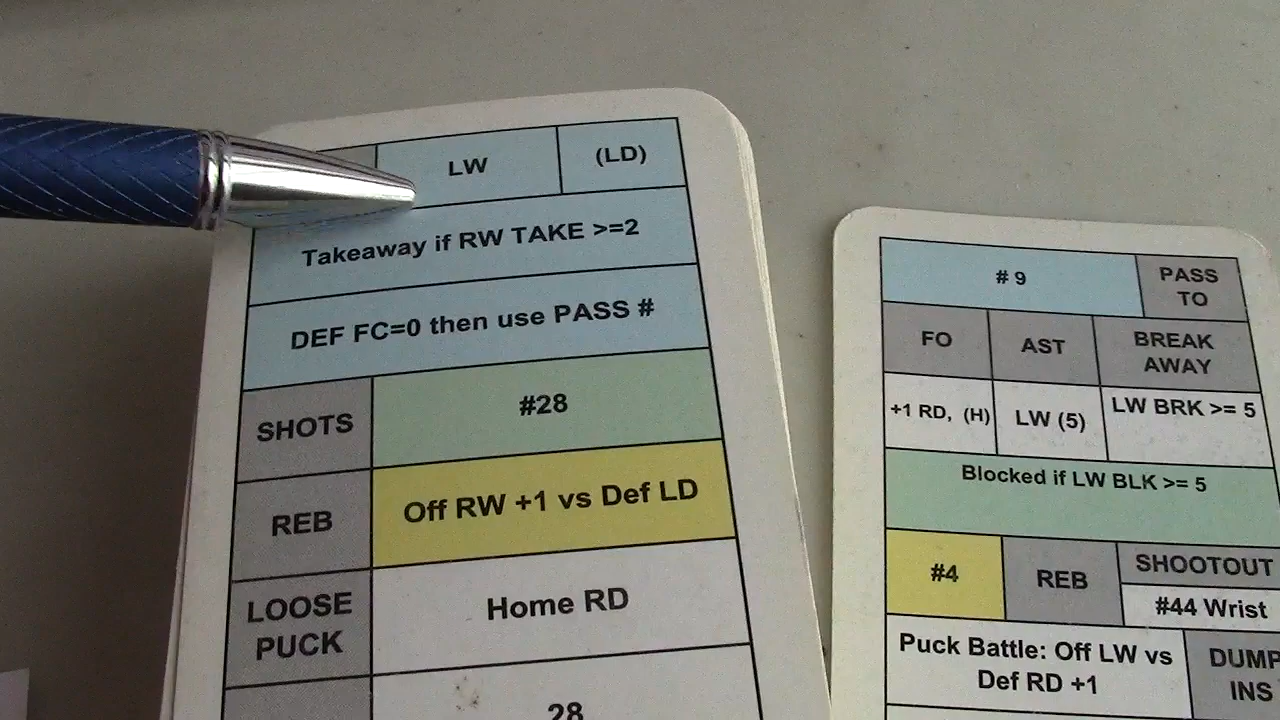 LW
(LD)
Takeaway if RW TAKE >=2
DEF FC=0 then use PASS #
SHOTS
#28
REB
Off RW +1 vs Def LD
LOOSE
PUCK
Home RD
28
# 9
PASS
TO
FO
AST
BREAK
AWAY
+1 RD, (H)
LW (5)
LW BRK >= 5
Blocked if LW BLK >= 5
#4
REB
SHOOTOUT
#44 Wrist
Puck Battle: Off LW vs
Def RD +1
DUMP
INS